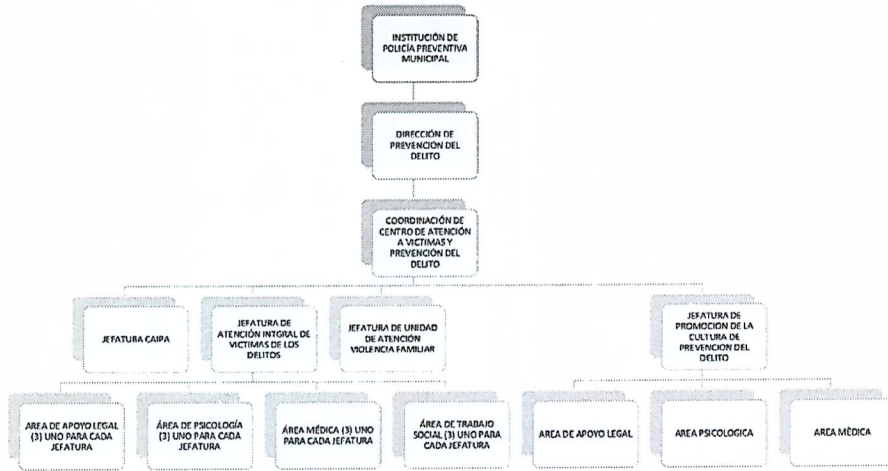 INSTITUCIÓN DE
POLICÍA PREVENTIVA
MUNICIPAL
DIRECCIÓN DE
PREVENCIÓN DEL
DELITO
COORDINACIÓN DE
CENTRO DE ATENCIÓN
A VICTIMAS Y
PREVENCIÓN DEL
DELITO
JEFATURA CAIPA
JEFATURA DE
ATENCIÓN INTGRAL DE
VICTIMAS DE LOS
DELITOS
JEFATURA DE UNIDAD
DE ATENCIÓN
VIOLENCIA FAMILIAR
JEFATURA DE
PROMOCION DE LA
CULTURA DE
PREVENCION DEL
DELITO
AREA DE APOYO LEGAL
(3) UNO PARA CADA
JEFATURA
ÁREA DE PSICOLOGÍA
(3) UNO PARA CADA
JEFATURA
ÁREA MÉDICA (3) UNO
PARA CADA JEFATURA
ÁREA DE TRABAJO
SOCIAL (3) UNO PARA
CADA JEFATURA
AREA DE APOYO LEGAL
AREA PSICOLOGICA
AREA MÈDICA